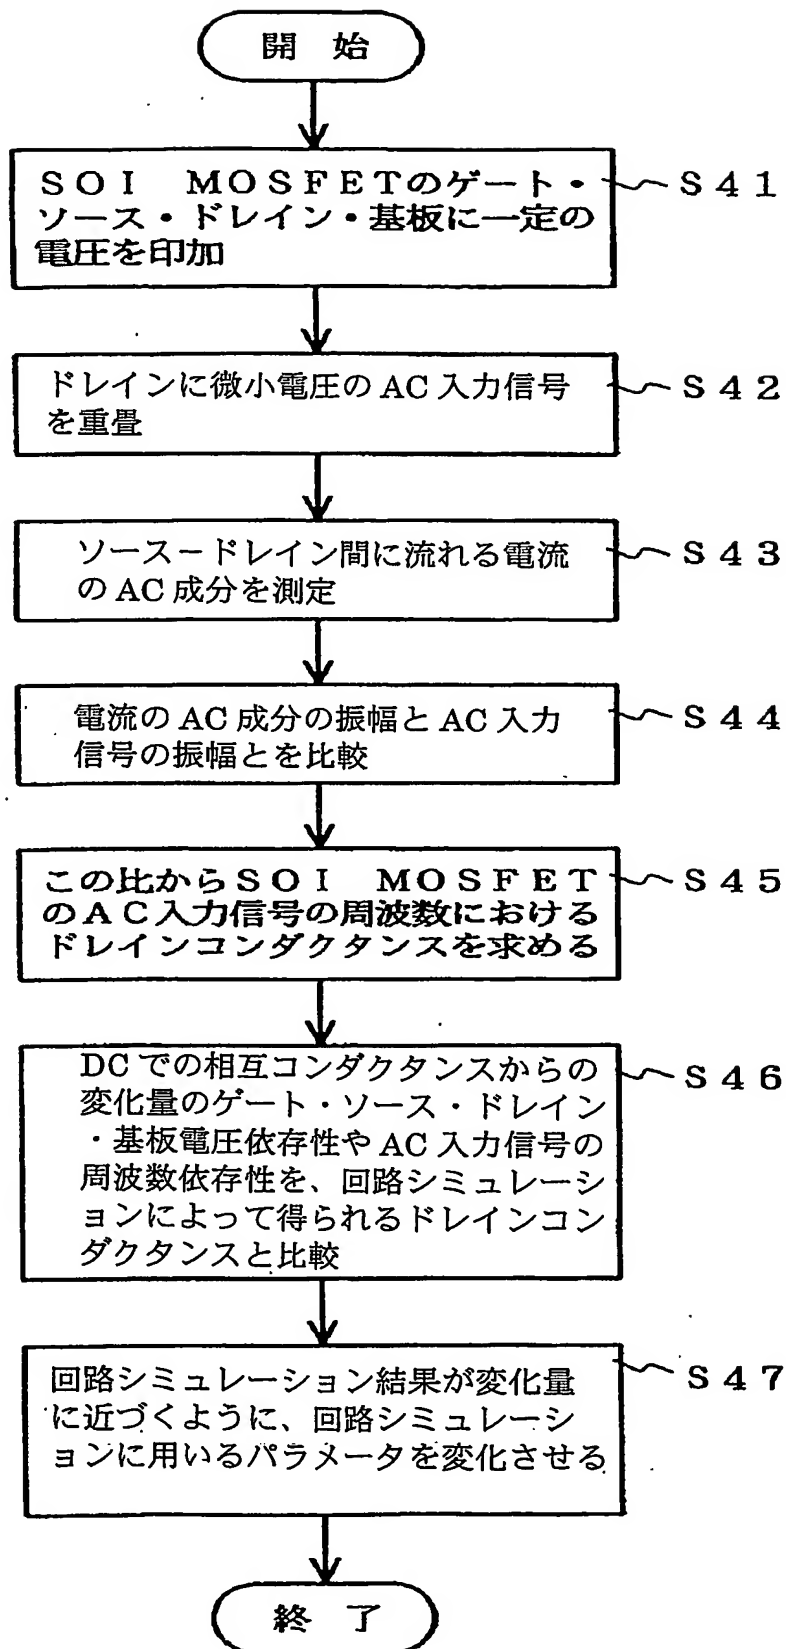 開 始
SOI MOSFETのゲート・
ソース・ドレイン・基板に一定の
電圧を印加
S41
ドレインに微小電圧のAC入力信号
を重畳
S42
ソース－ドレイン間に流れる電流
のAC成分を測定
S43
電流のAC成分の振幅とAC入力
信号の振幅とを比較
S44
この比からSOI MOSFET
のAC入力信号の周波数における
ドレインコンダクタンスを求める
S45
DCでの相互コンダクタンスからの
変化量のゲート・ソース・ドレイン
・基板電圧依存性やAC入力信号の
周波数依存性を、回路シミュレーシ
ョンによって得られるドレインコン
ダクタンスと比較
S46
回路シミュレーション結果が変化量
に近づくように、回路シミュレーシ
ョンに用いるパラメータを変化させる
S47
終 了